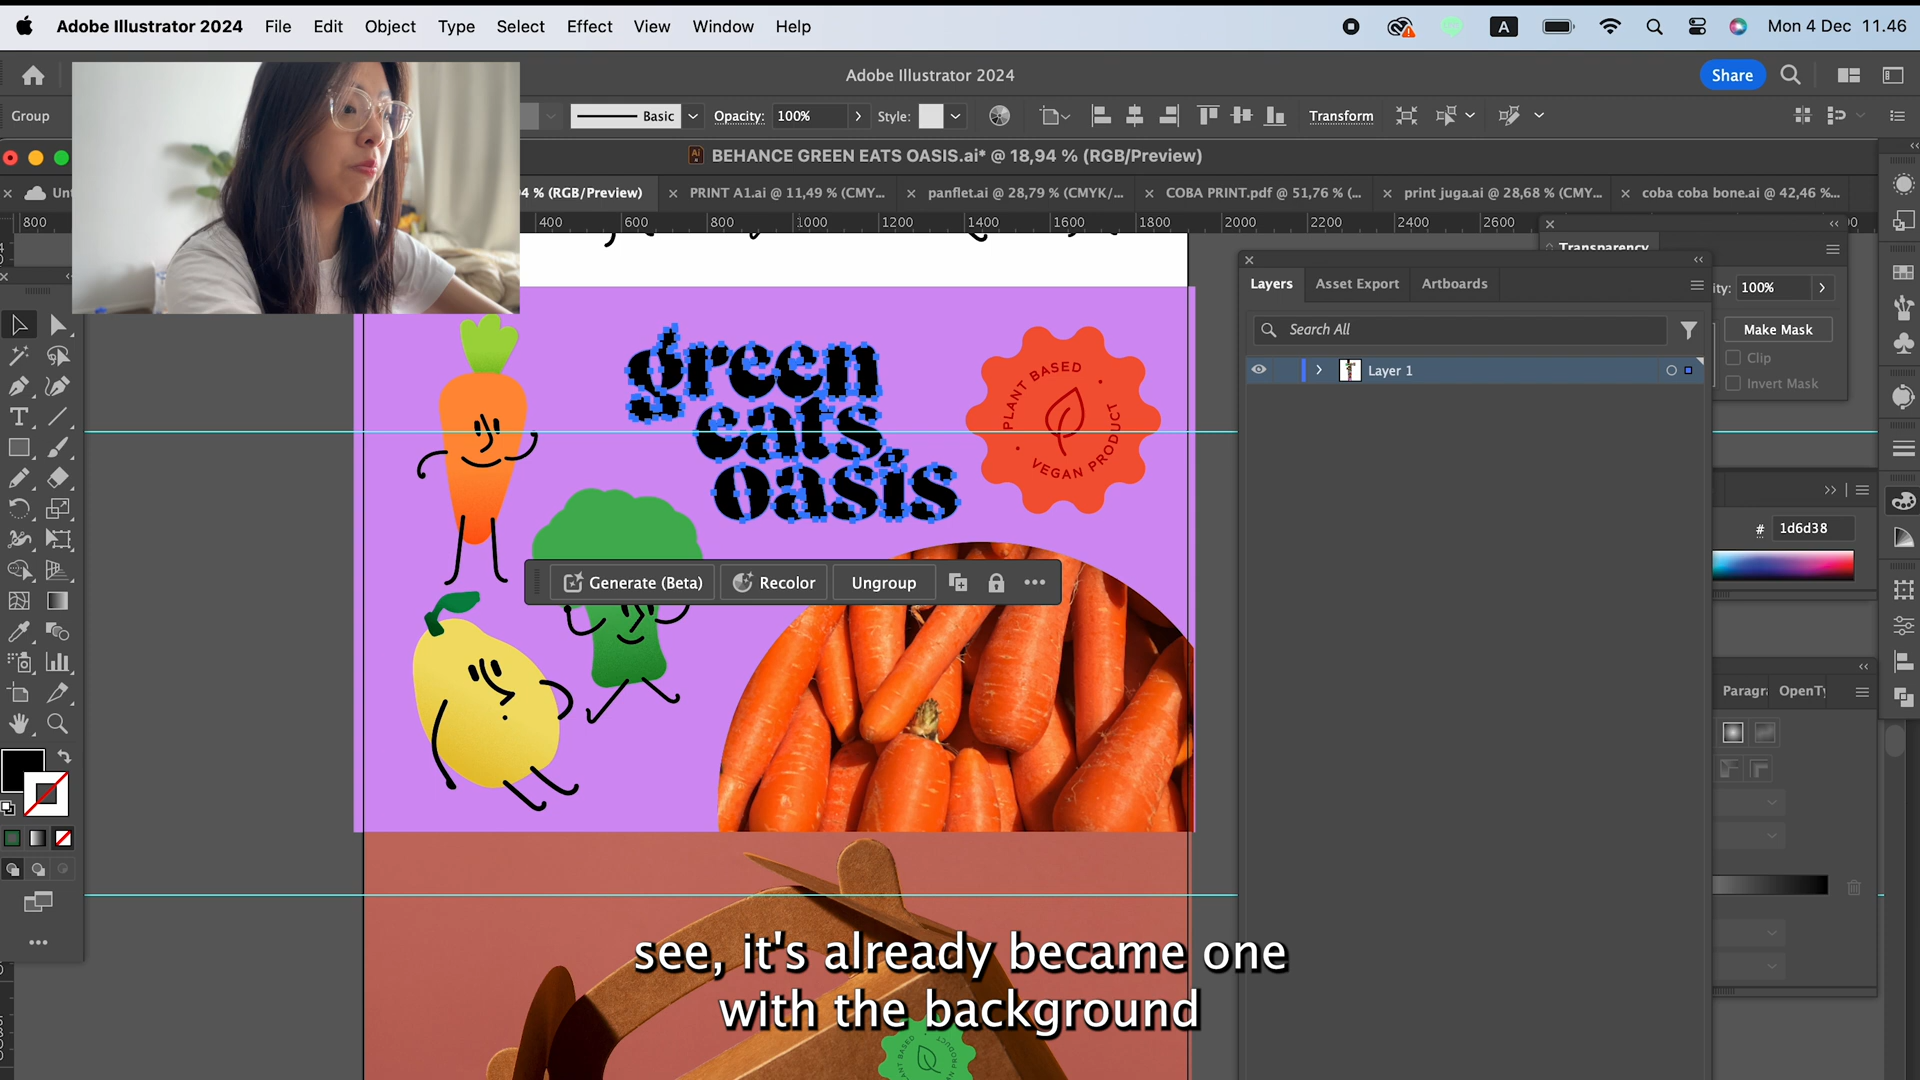 Adobe Illustrator 2024 File Edit Object Type Select Effect View Window Help
A
Mon 4 Dec 11.46
Adobe Illustrator 2024
Share
Group
Basic
Opacity:
100%
Style:
Transform
Ai BEHANCE GREEN EATS OASIS.ai* @ 18,94 % (RGB/Preview)
Unt
94 % (RGB/Preview)
PRINT A1.ai @ 11,49 % (CMY...
panflet.ai @ 28,79 % (CMYK/...
COBA PRINT.pdf @ 51,76 % (...
print juga.ai @ 28,68 % (CMY...
coba coba bone.ai @ 42,46 %...
800 400 600 800 1000 1200 1400 1600 1800 2000 2200 2400 2600
Transparency
Layers
Asset Export
Artboards
ity:
100%
Search All
Make Mask
Layer 1
Clip
Invert Mask
green
eats
oasis
PLANT BASED
VEGAN PRODUCT
# 1d6d38
Generate (Beta)
Recolor
Ungroup
Paragr
OpenTy
see, it's already became one
with the background
PLANT BASED
VEGAN PRODUCT